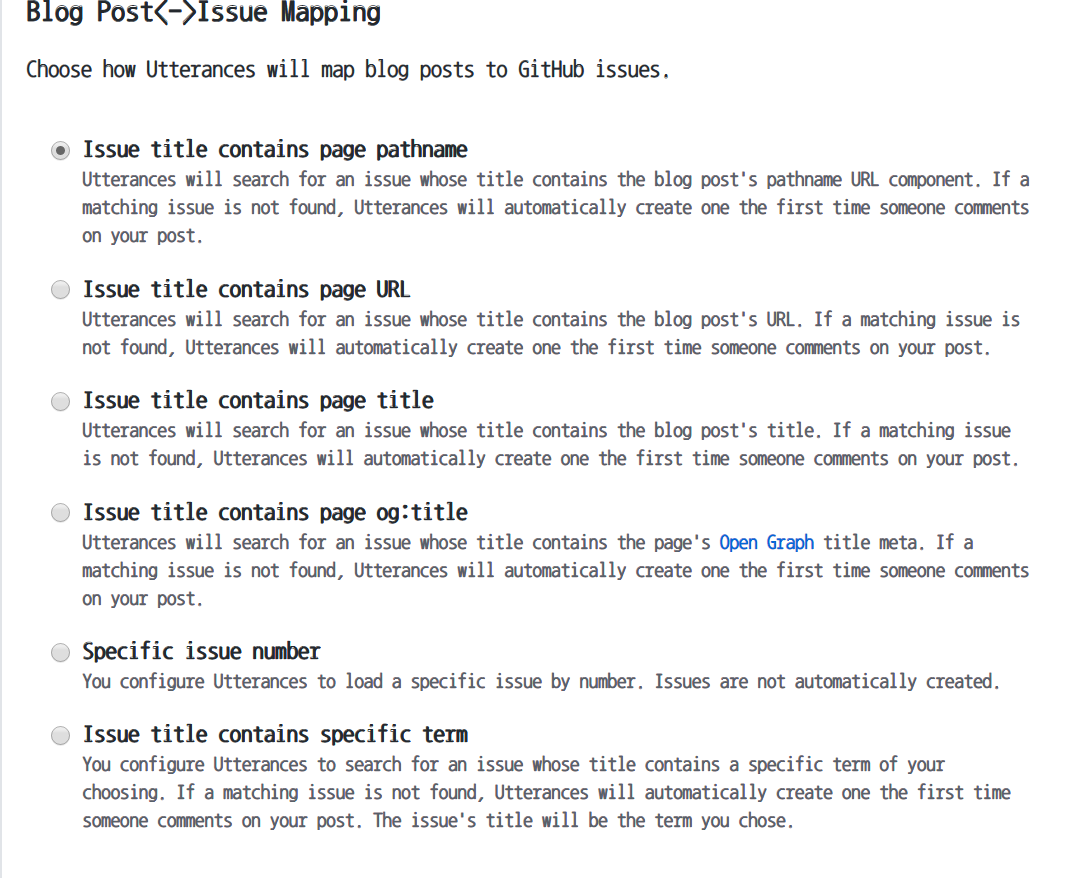 Blog Post<->Issue Mapping
Choose how Utterances will map blog posts to GitHub issues.
Issue title contains page pathname
Utterances will search for an issue whose title contains the blog post's pathname URL component. If a
matching issue is not found, Utterances will automatically create one the first time someone comments
on your post.
Issue title contains page URL
Utterances will search for an issue whose title contains the blog post's URL. If a matching issue is
not found, Utterances will automatically create one the first time someone comments on your post.
Issue title contains page title
Utterances will search for an issue whose title contains the blog post's title. If a matching issue
is not found, Utterances will automatically create one the first time someone comments on your post.
Issue title contains page og:title
Utterances will search for an issue whose title contains the page's Open Graph title meta. If a
matching issue is not found, Utterances will automatically create one the first time someone comments
on your post.
Specific issue number
You configure Utterances to load a specific issue by number. Issues are not automatically created.
Issue title contains specific term
You configure Utterances to search for an issue whose title contains a specific term of your
choosing. If a matching issue is not found, Utterances will automatically create one the first time
someone comments on your post. The issue's title will be the term you chose.